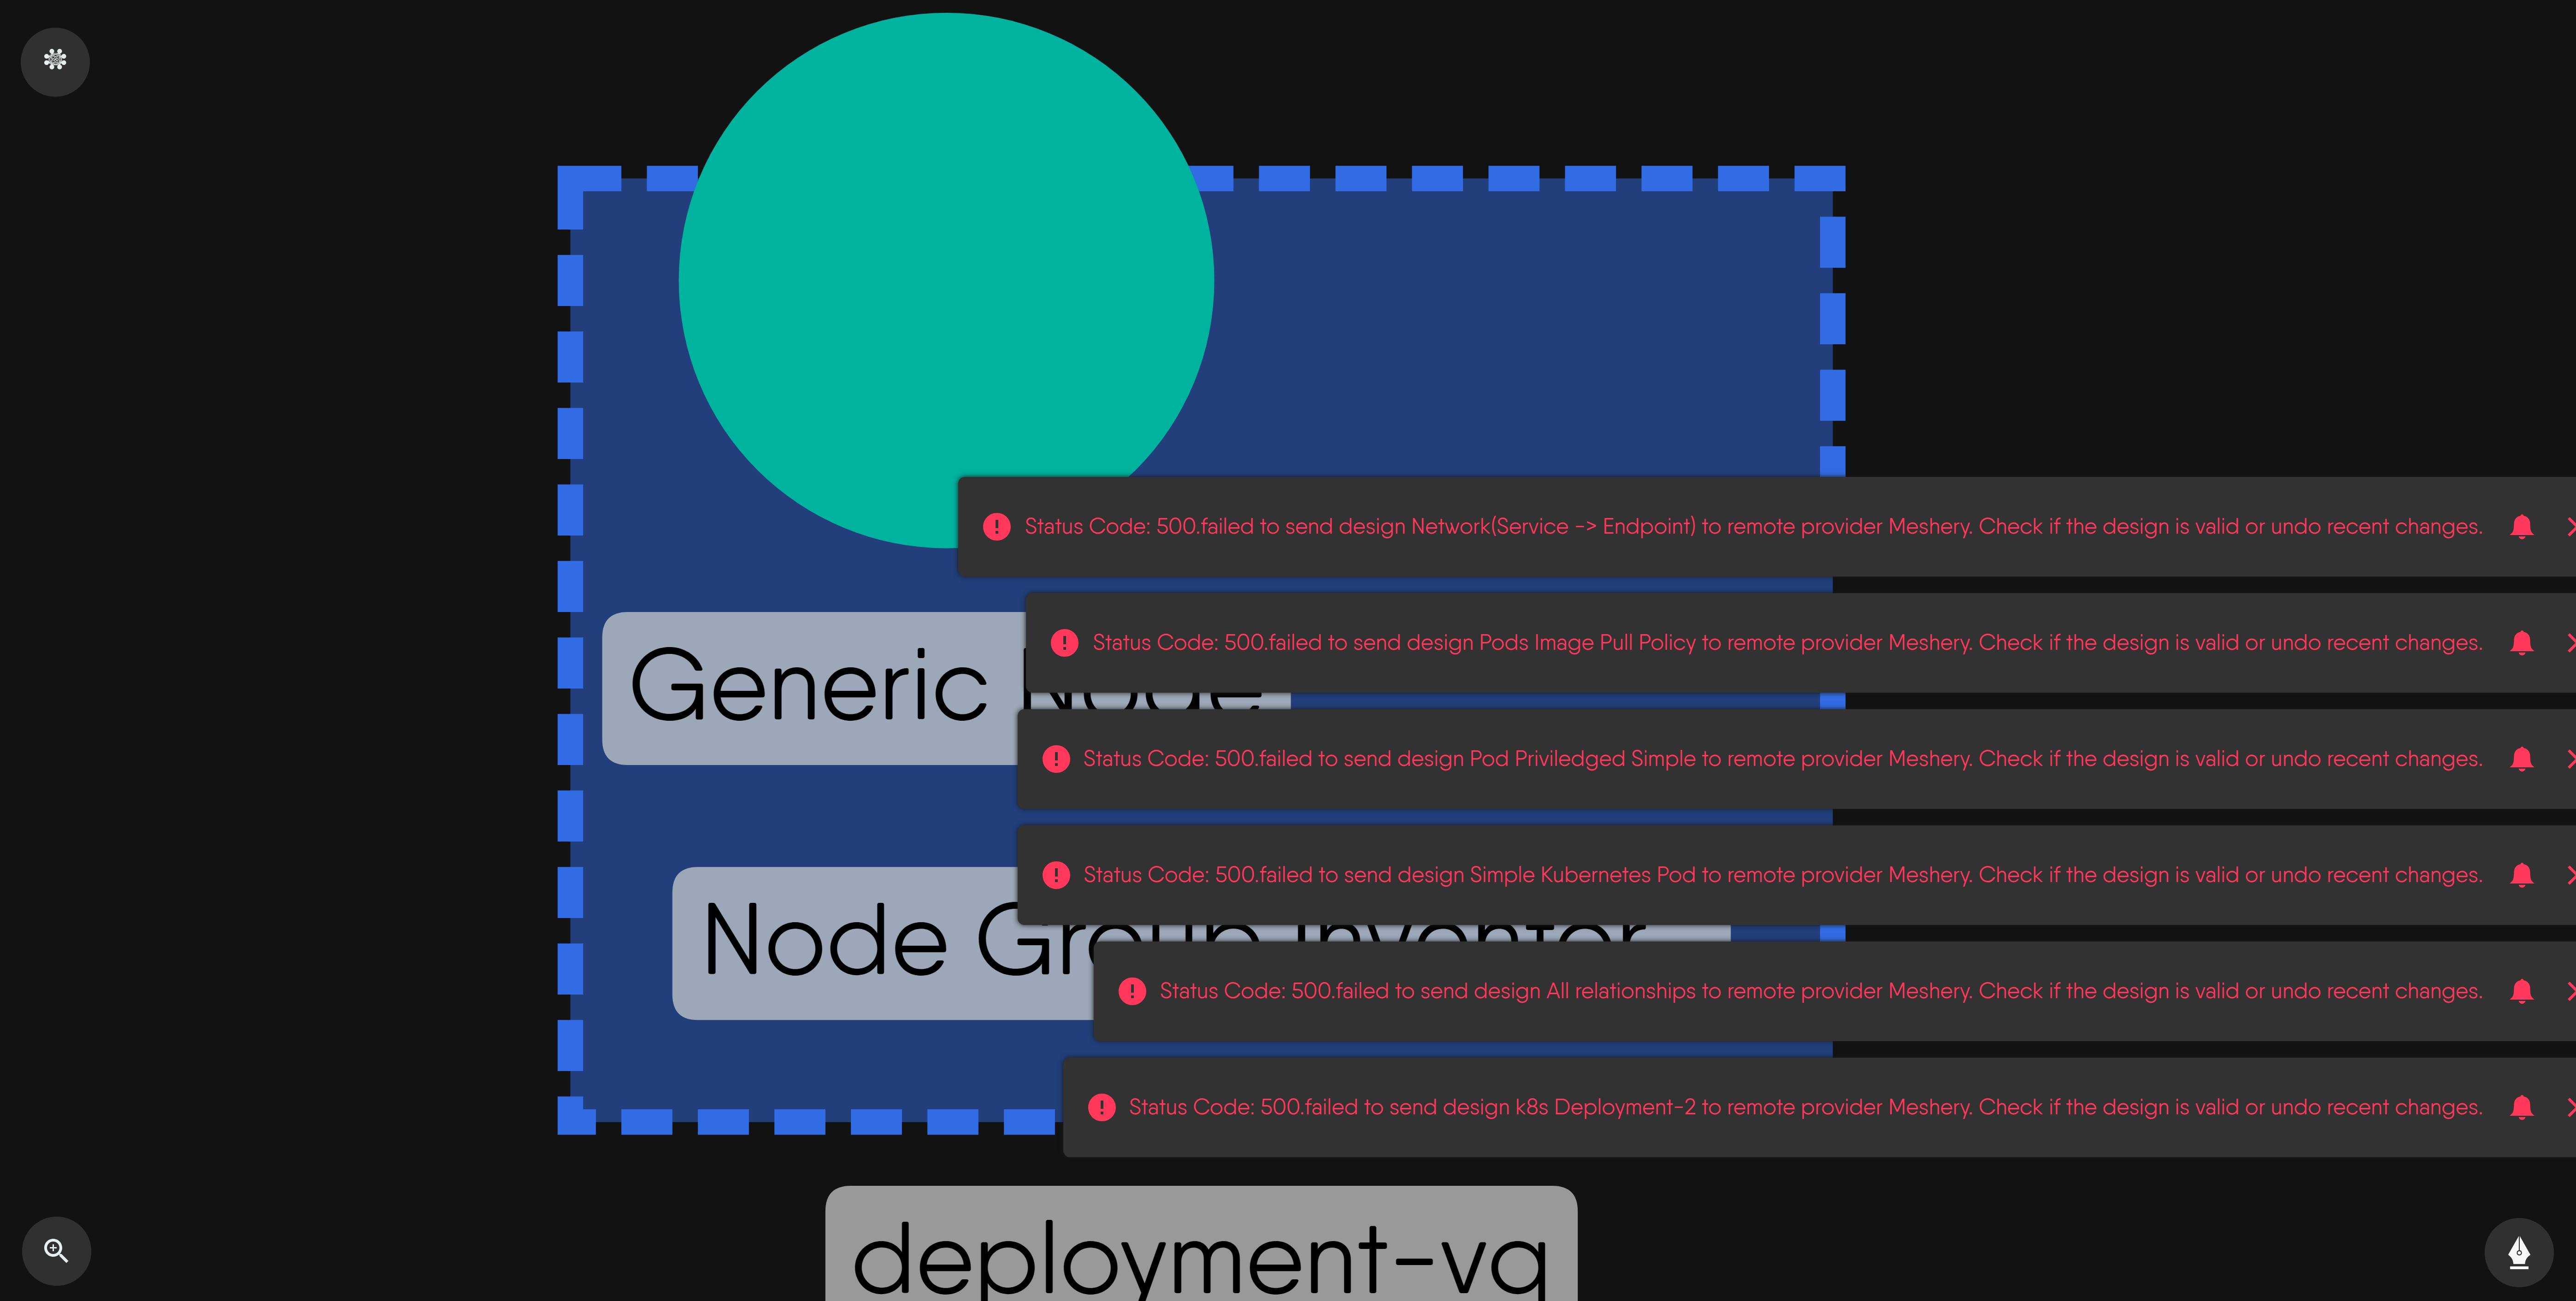 Status Code: 500.failed to send design Network(Service -> Endpoint) to remote provider Meshery. Check if the design is valid or undo recent changes.
Status Code: 500.failed to send design Pods Image Pull Policy to remote provider Meshery. Check if the design is valid or undo recent changes.
Generic Node
Status Code: 500.failed to send design Pod Priviledged Simple to remote provider Meshery. Check if the design is valid or undo recent changes.
Status Code: 500.failed to send design Simple Kubernetes Pod to remote provider Meshery. Check if the design is valid or undo recent changes.
Node Group Inventor
Status Code: 500.failed to send design All relationships to remote provider Meshery. Check if the design is valid or undo recent changes.
Status Code: 500.failed to send design k8s Deployment-2 to remote provider Meshery. Check if the design is valid or undo recent changes.